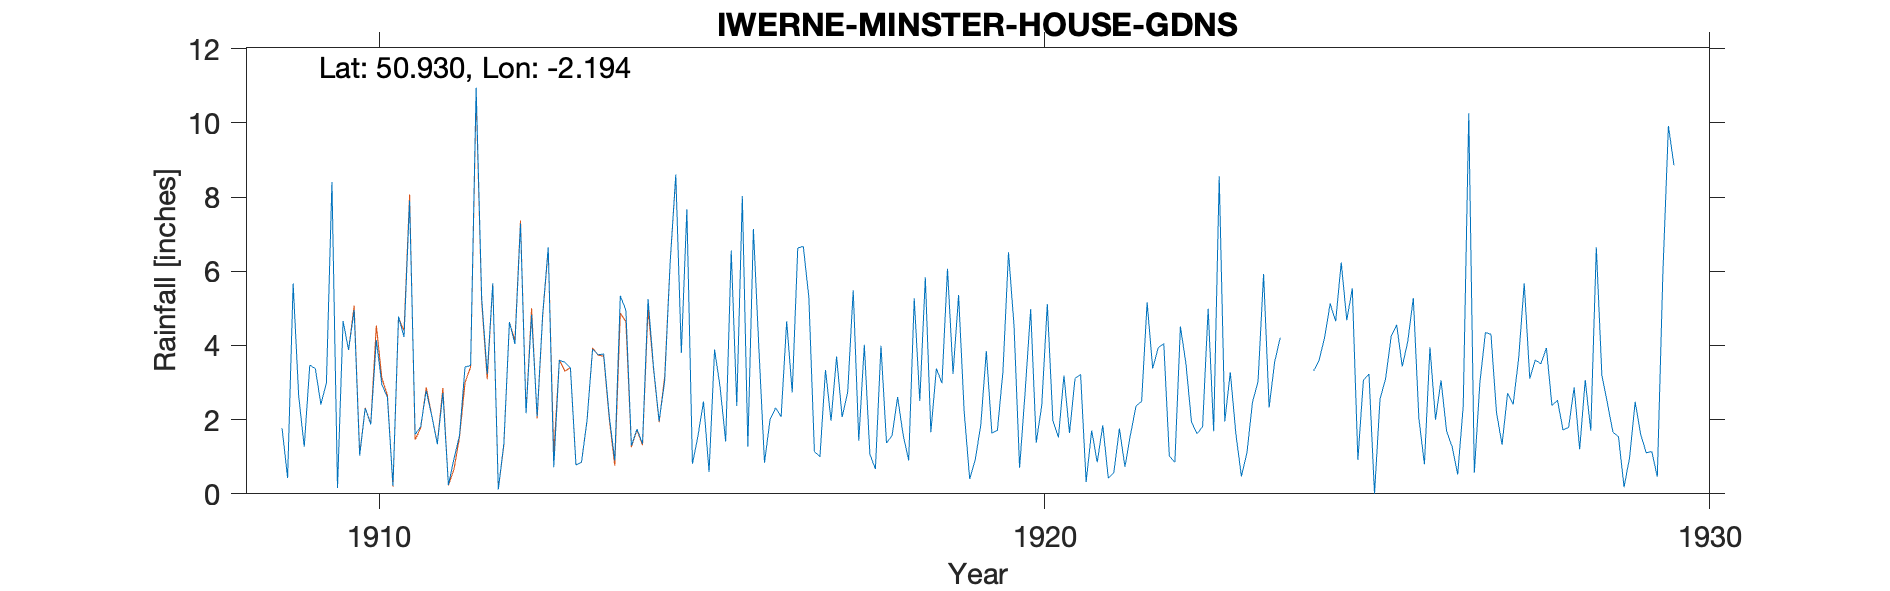 IWERNE-MINSTER-HOUSE-GDNS
Lat: 50.930, Lon: -2.194
12
10
8
6
4
2
0
Rainfall [inches]
1910 1920 1930
Year